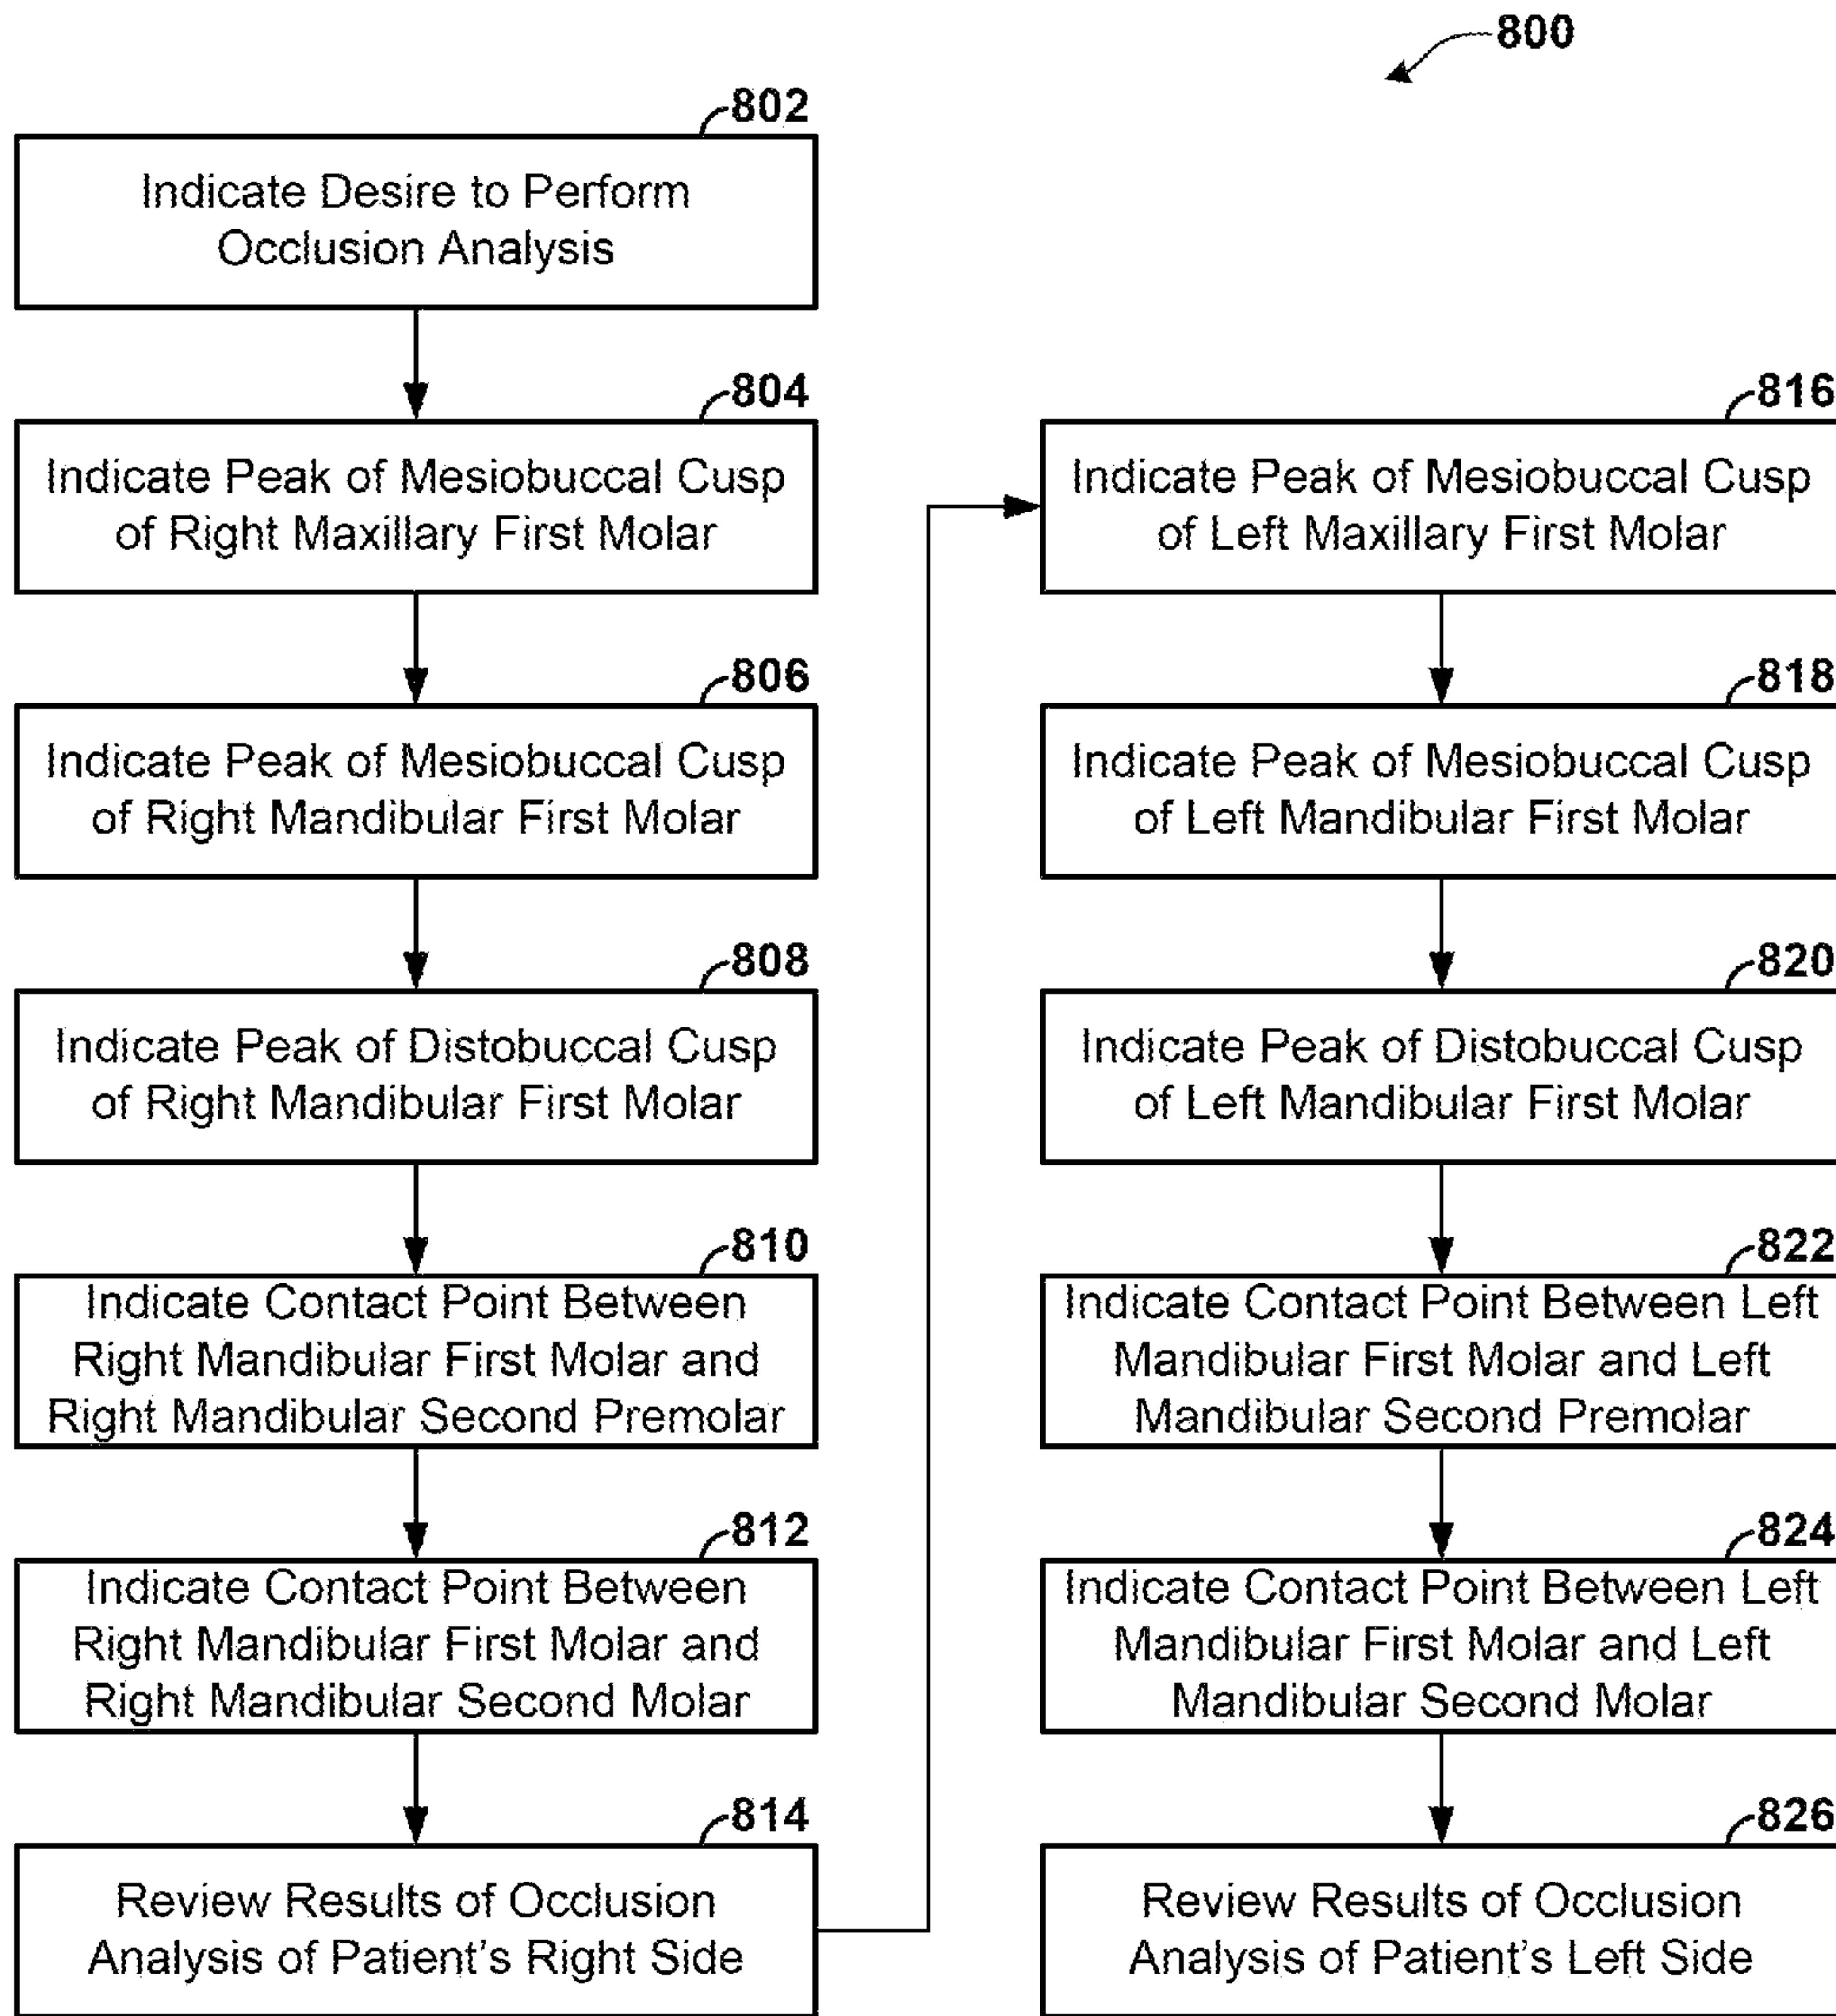 800
802
Indicate Desire to Perform
Occlusion Analysis
804
Indicate Peak of Mesiobuccal Cusp
of Right Maxillary First Molar
806
Indicate Peak of Mesiobuccal Cusp
of Right Mandibular First Molar
808
Indicate Peak of Distobuccal Cusp
of Right Mandibular First Molar
810
Indicate Contact Point Between
Right Mandibular First Molar and
Right Mandibular Second Premolar
812
Indicate Contact Point Between
Right Mandibular First Molar and
Right Mandibular Second Molar
814
Review Results of Occlusion
Analysis of Patient's Right Side
816
Indicate Peak of Mesiobuccal Cusp
of Left Maxillary First Molar
818
Indicate Peak of Mesiobuccal Cusp
of Left Mandibular First Molar
820
Indicate Peak of Distobuccal Cusp
of Left Mandibular First Molar
822
Indicate Contact Point Between Left
Mandibular First Molar and Left
Mandibular Second Premolar
824
Indicate Contact Point Between Left
Mandibular First Molar and Left
Mandibular Second Molar
826
Review Results of Occlusion
Analysis of Patient's Left Side